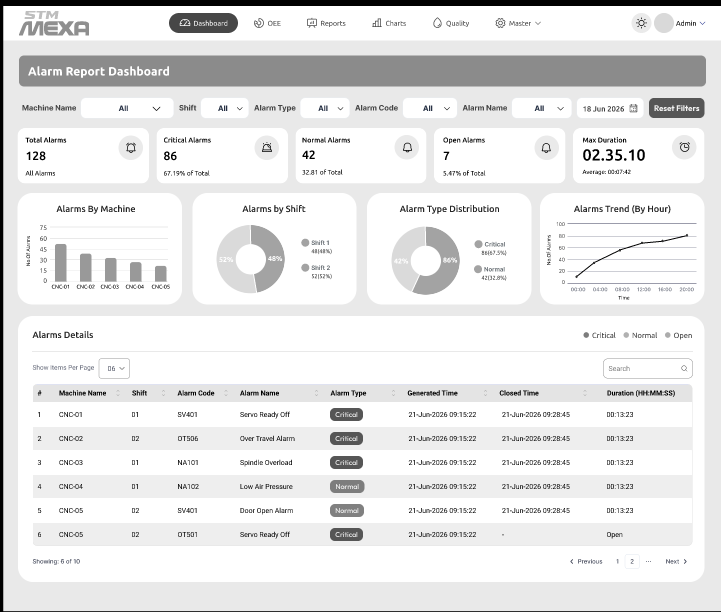 STM
MEXA
Dashboard
OEE
Reports
Charts
Quality
Master
Admin
Alarm Report Dashboard
Machine Name All Shift All Alarm Type All Alarm Code All Alarm Name All 18 Jun 2026 Reset Filters
Total Alarms
128
All Alarms
Critical Alarms
86
67.19% of Total
Normal Alarms
42
32.81 of Total
Open Alarms
7
5.47% of Total
Max Duration
02.35.10
Average: 00:07:42
Alarms By Machine
No.Of Alarms
75
60
45
30
15
0
CNC-01 CNC-02 CNC-03 CNC-04 CNC-05
Alarms by Shift
52% 48%
Shift 1
48(48%)
Shift 2
52(52%)
Alarm Type Distribution
42% 86%
Critical
86(67.5%)
Normal
42(32.8%)
Alarms Trend (By Hour)
No.Of Alarms
100
80
60
40
20
0
00:00 04:00 08:00 12:00 16:00 20:00
Time
Alarms Details
Critical Normal Open
Show Items Per Page 06
Search
# Machine Name Shift Alarm Code Alarm Name Alarm Type Generated Time Closed Time Duration (HH:MM:SS)
1 CNC-01 01 SV401 Servo Ready Off Critical 21-Jun-2026 09:15:22 21-Jun-2026 09:28:45 00:13:23
2 CNC-02 02 OT506 Over Travel Alarm Critical 21-Jun-2026 09:15:22 21-Jun-2026 09:28:45 00:13:23
3 CNC-03 01 NA101 Spindle Overload Critical 21-Jun-2026 09:15:22 21-Jun-2026 09:28:45 00:13:23
4 CNC-04 01 NA102 Low Air Pressure Normal 21-Jun-2026 09:15:22 21-Jun-2026 09:28:45 00:13:23
5 CNC-05 02 SV401 Door Open Alarm Normal 21-Jun-2026 09:15:22 21-Jun-2026 09:28:45 00:13:23
6 CNC-05 02 OT501 Servo Ready Off Critical 21-Jun-2026 09:15:22 - Open
Showing: 6 of 10
Previous 1 2 ... Next